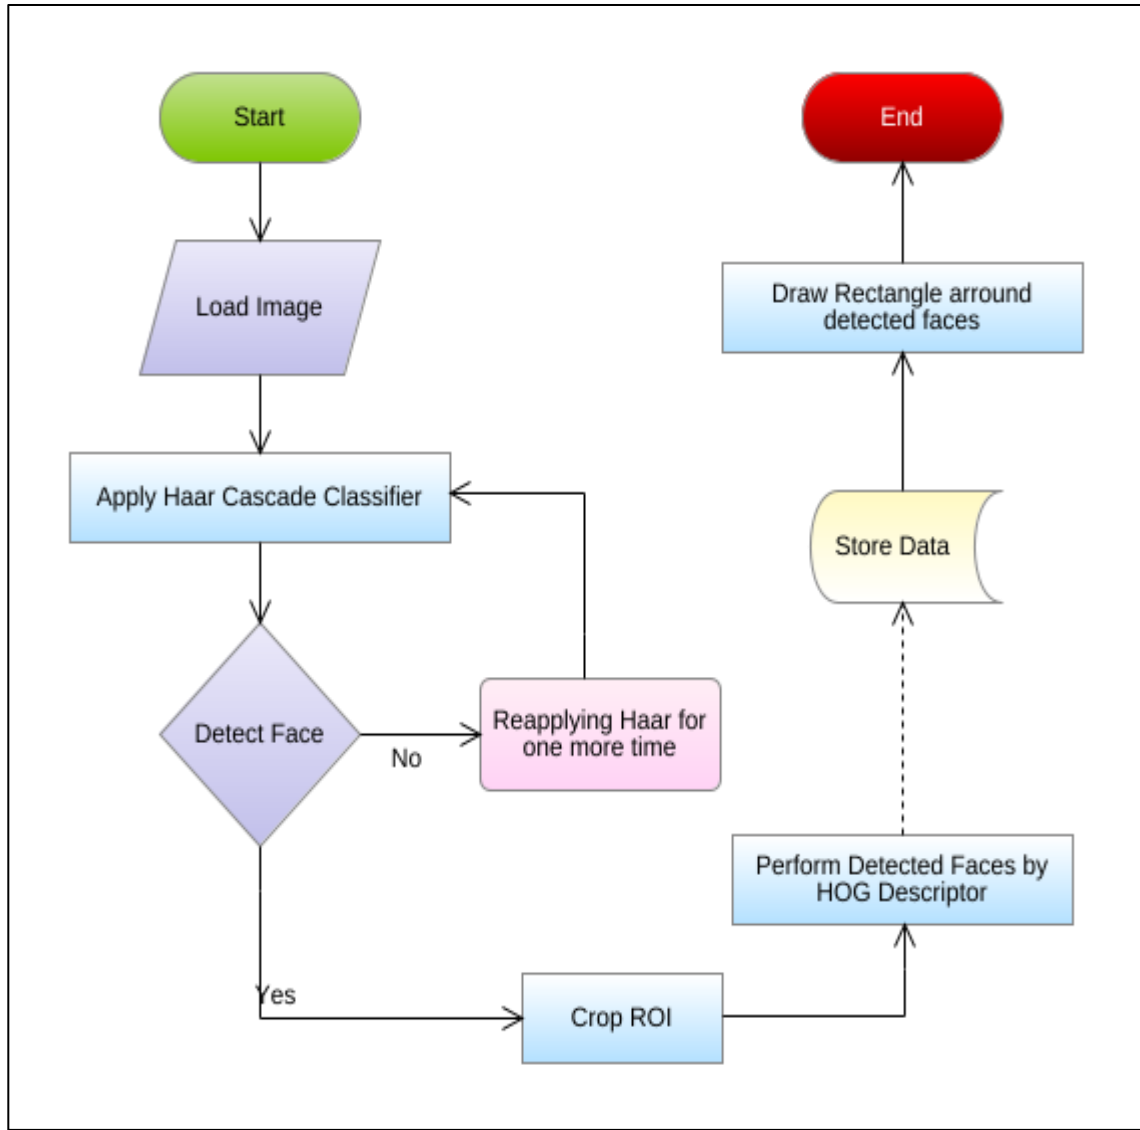 Start
Load Image
Apply Haar Cascade Classifier
Detect Face
No
Reapplying Haar for
one more time
Yes
Crop ROI
Perform Detected Faces by
HOG Descriptor
Store Data
Draw Rectangle arround
detected faces
End